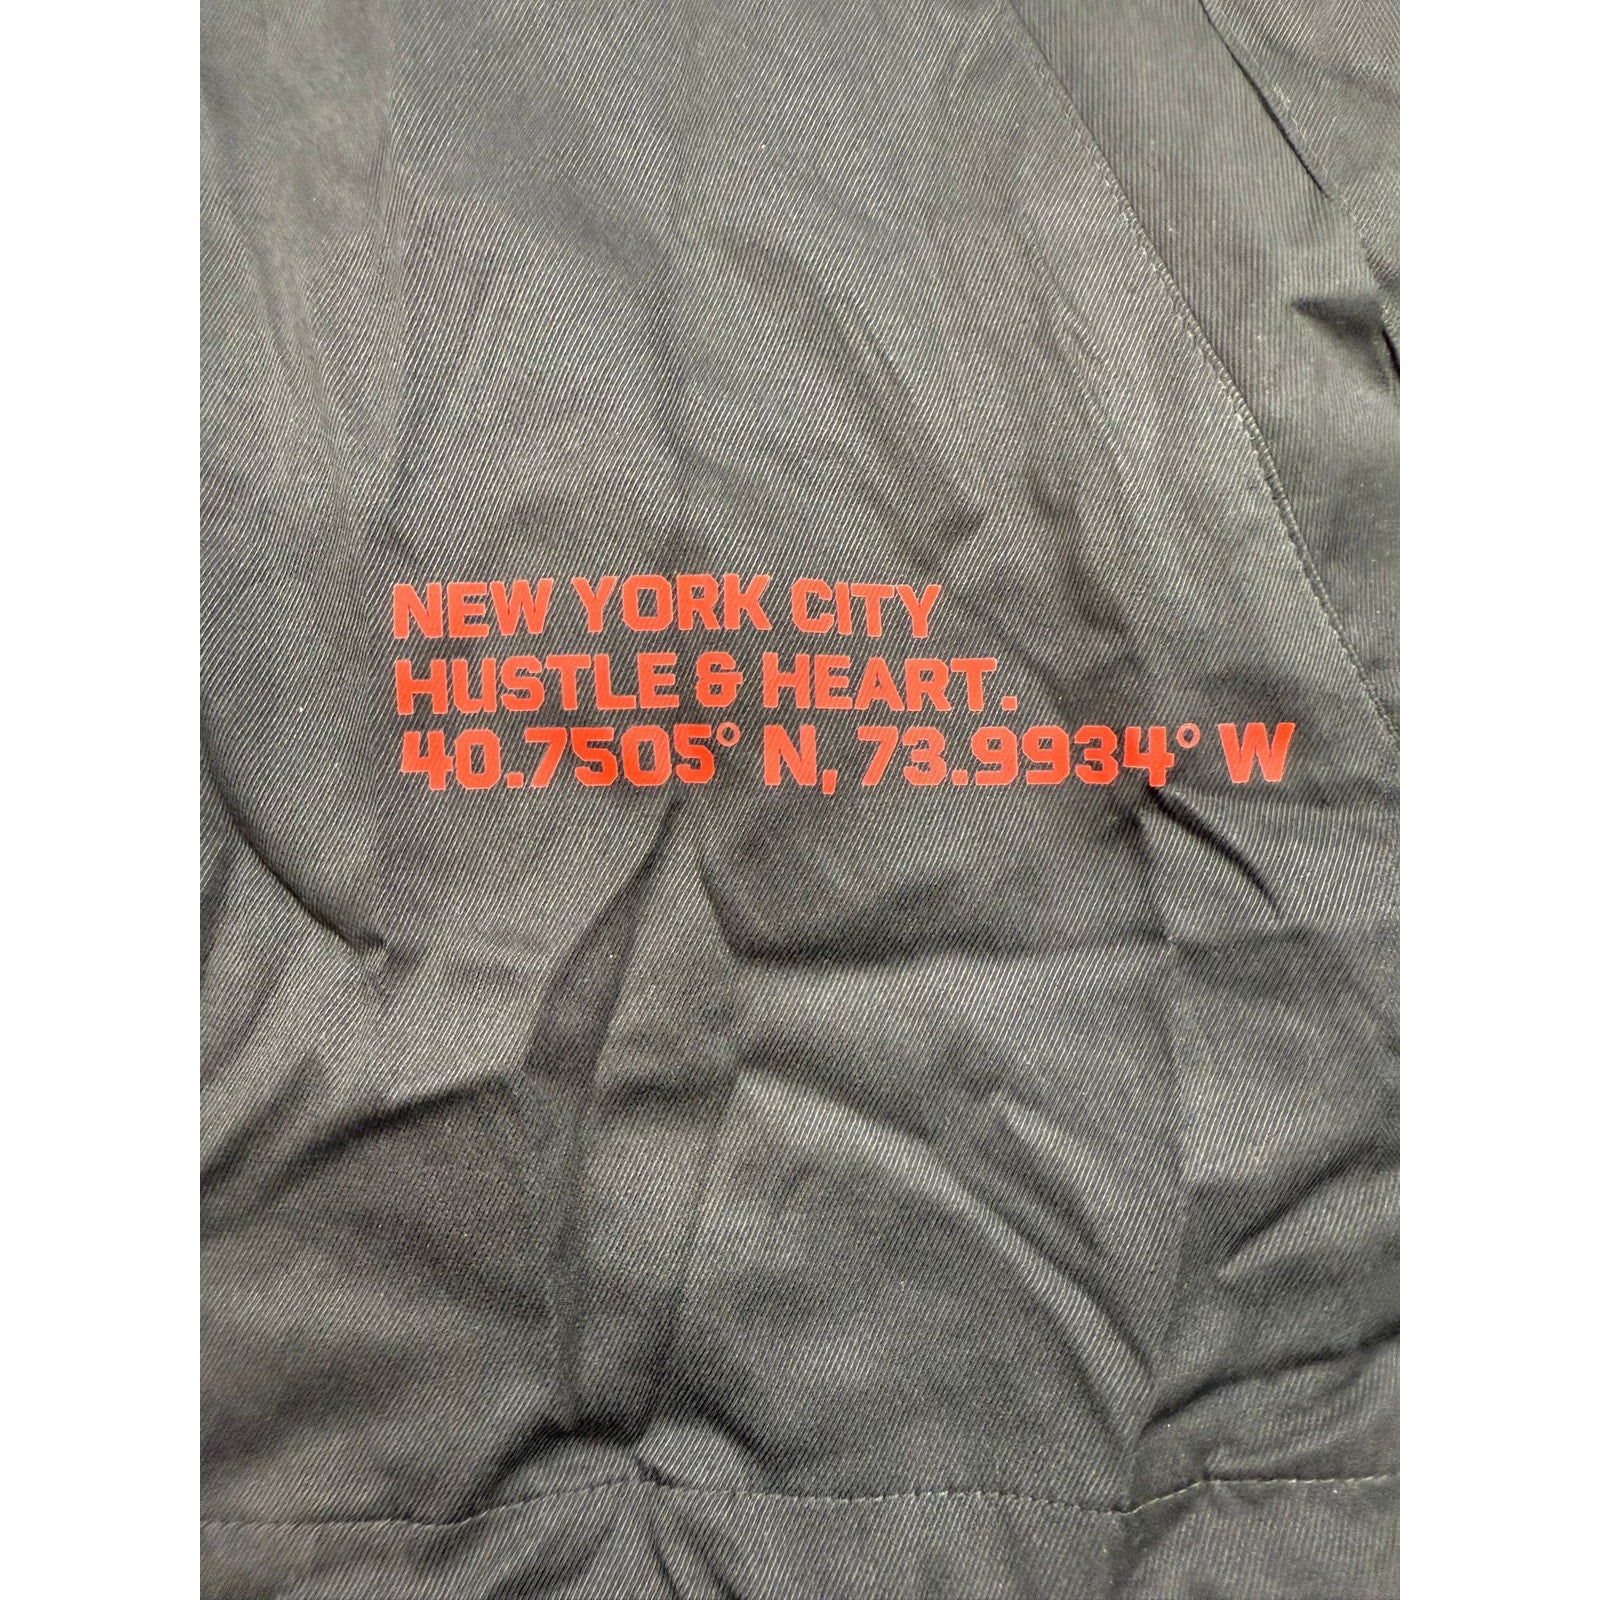 NEW YORK CITY
HUSTLE & HEART.
40.7505° N, 73.9934° W